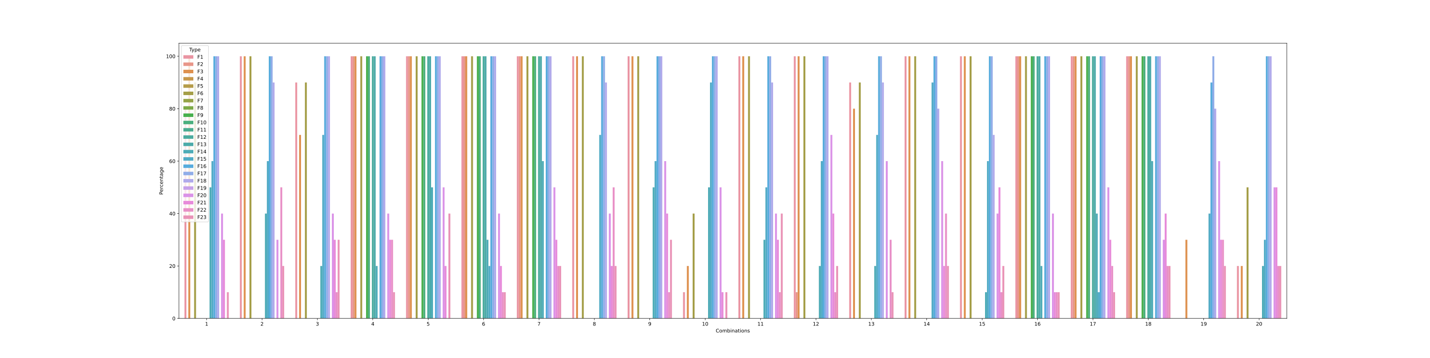 Type
F1
F2
F3
F4
F5
F6
F7
F8
F9
F10
F11
F12
F13
F14
F15
F16
F17
F18
F19
F20
F21
F22
F23
100
80
60
40
20
0
Percentage
1 2 3 4 5 6 7 8 9 10 11 12 13 14 15 16 17 18 19 20
Combinations